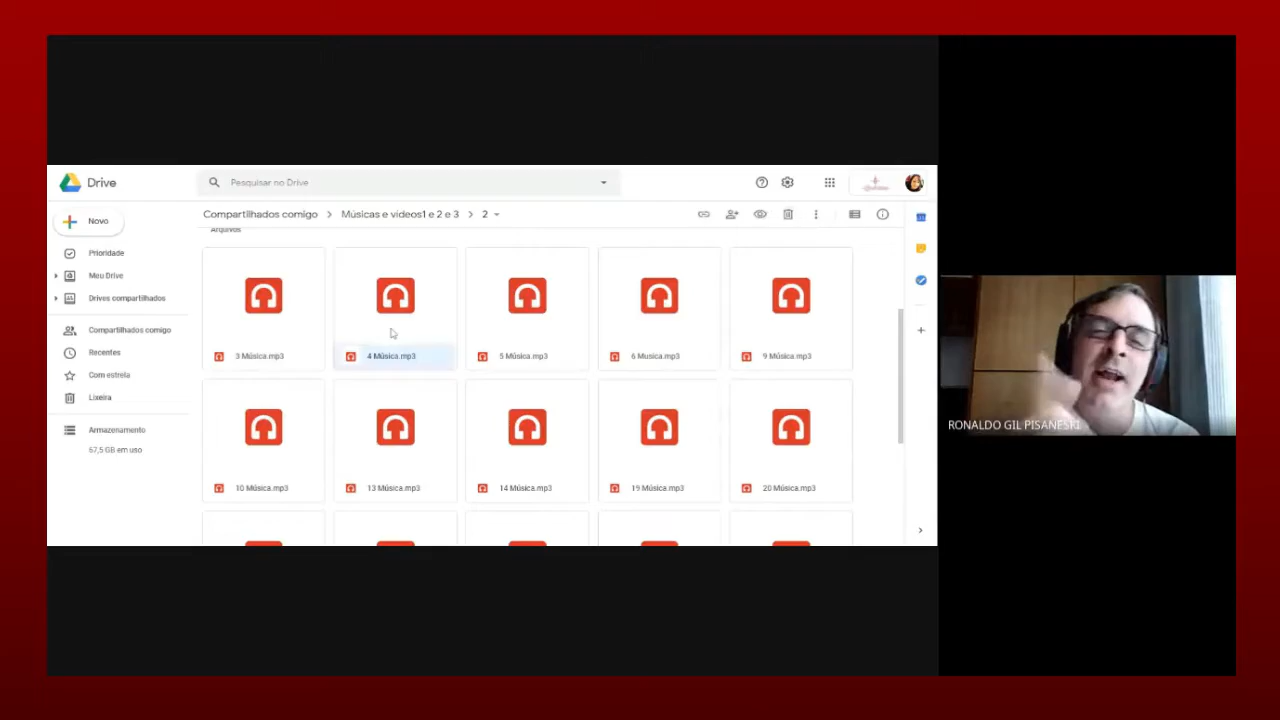 Drive
Pesquisar no Drive
Novo
Compartilhados comigo > Músicas e vídeos1 e 2 e 3 > 2
Arquivos
Prioridade
Meu Drive
Drives compartilhados
Compartilhados comigo
Recentes
Com estrela
Lixeira
Armazenamento
67,5 GB em uso
3 Música.mp3
4 Música.mp3
5 Música.mp3
6 Musica.mp3
9 Música.mp3
10 Música.mp3
13 Música.mp3
14 Música.mp3
19 Música.mp3
20 Música.mp3
RONALDO GIL PISANESKI